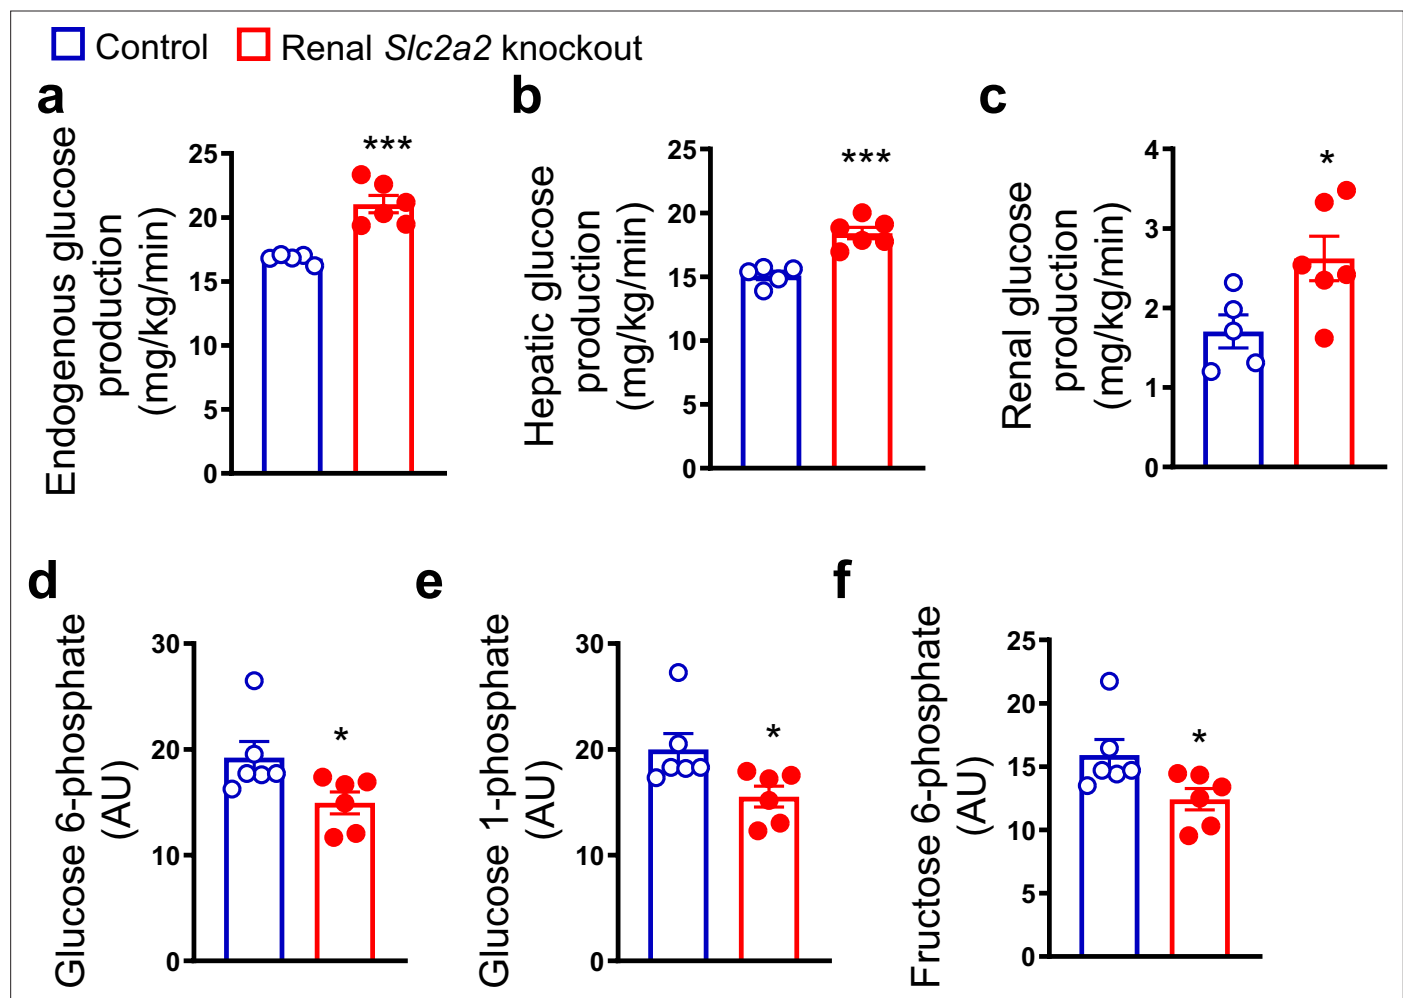 Control Renal Slc2a2 knockout
a
Endogenous glucose
production
(mg/kg/min)
25
20
15
10
5
0
***
b
Hepatic glucose
production
(mg/kg/min)
25
20
15
10
5
0
***
c
Renal glucose
production
(mg/kg/min)
4
3
2
1
0
*
d
Glucose 6-phosphate
(AU)
30
20
10
0
*
e
Glucose 1-phosphate
(AU)
30
20
10
0
*
f
Fructose 6-phosphate
(AU)
25
20
15
10
5
0
*